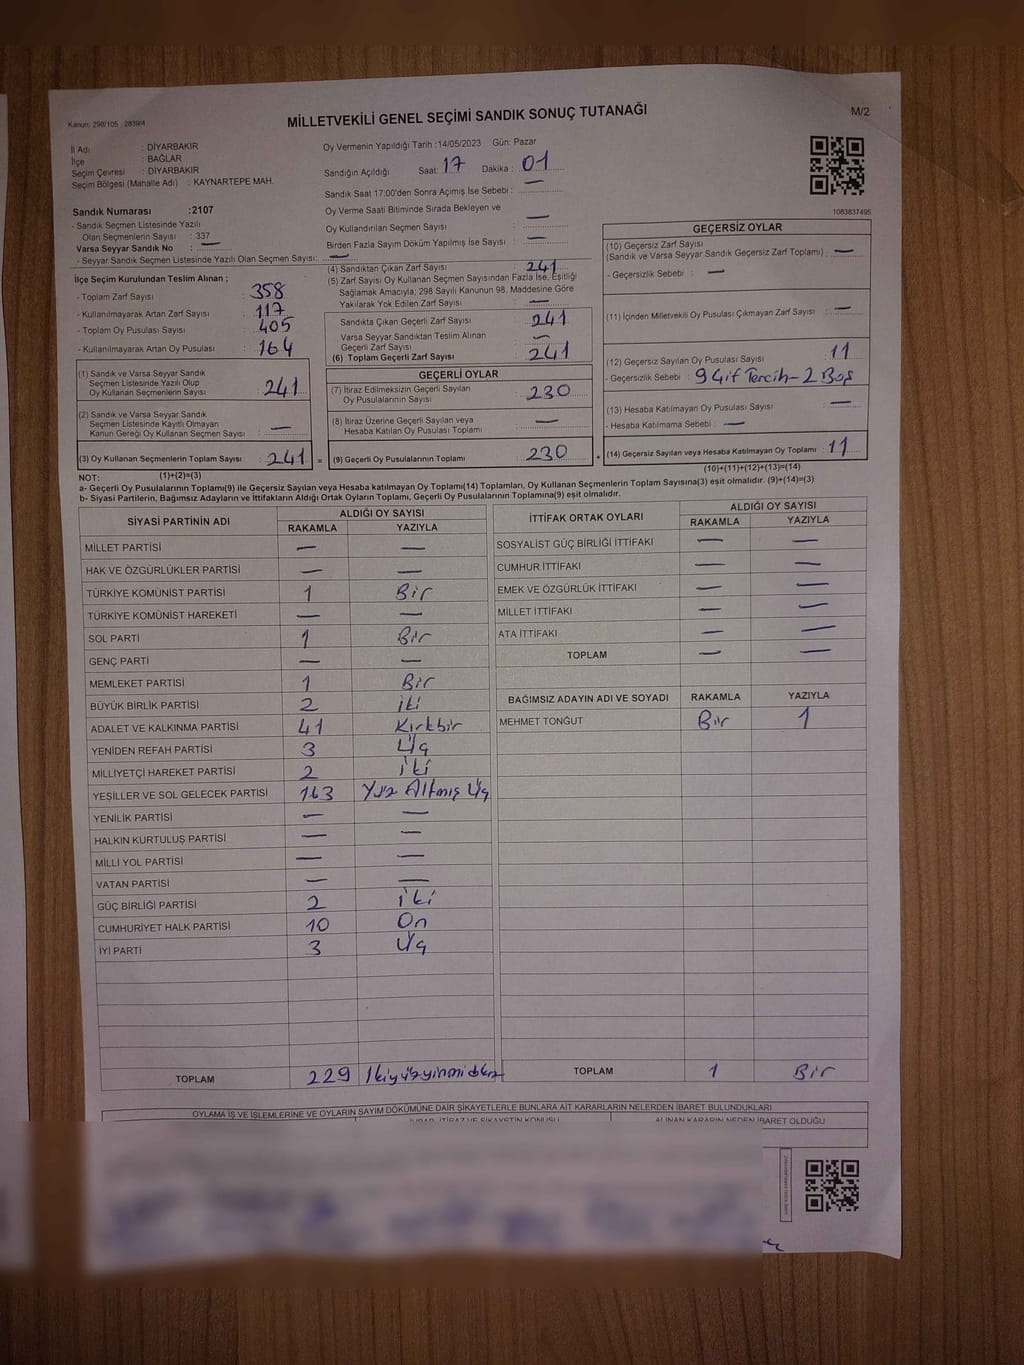 Kanun: 298/105 , 2839/4
MİLLETVEKİLİ GENEL SEÇİMİ SANDIK SONUÇ TUTANAĞI
M/2
İl Adı : DİYARBAKIR
İlçe : BAĞLAR
Seçim Çevresi : DİYARBAKIR
Seçim Bölgesi (Mahalle Adı) : KAYNARTEPE MAH.
Oy Vermenin Yapıldığı Tarih :14/05/2023 Gün: Pazar
Sandığın Açıldığı Saat: 17 Dakika : 01
Sandık Saat 17:00'den Sonra Açımış İse Sebebi : —
Oy Verme Saati Bitiminde Sırada Bekleyen ve
Oy Kullandırılan Seçmen Sayısı : —
Birden Fazla Sayım Döküm Yapılmış İse Sayısı : —
1083837495
Sandık Numarası :2107
- Sandık Seçmen Listesinde Yazılı
Olan Seçmenlerin Sayısı : 337
Varsa Seyyar Sandık No : —
- Seyyar Sandık Seçmen Listesinde Yazılı Olan Seçmen Sayısı : —
İlçe Seçim Kurulundan Teslim Alınan ;
- Toplam Zarf Sayısı : 358
- Kullanılmayarak Artan Zarf Sayısı : 117
- Toplam Oy Pusulası Sayısı : 405
- Kullanılmayarak Artan Oy Pusulası : 164
(1) Sandık ve Varsa Seyyar Sandık
Seçmen Listesinde Yazılı Olup
Oy Kullanan Seçmenlerin Sayısı : 241
(2) Sandık ve Varsa Seyyar Sandık
Seçmen Listesinde Kayıtlı Olmayan
Kanun Gereği Oy Kullanan Seçmen Sayısı : —
(3) Oy Kullanan Seçmenlerin Toplam Sayısı : 241 =
(4) Sandıktan Çıkan Zarf Sayısı : 241
(5) Zarf Sayısı Oy Kullanan Seçmen Sayısından Fazla İse, Eşitliği
Sağlamak Amacıyla; 298 Sayılı Kanunun 98. Maddesine Göre
Yakılarak Yok Edilen Zarf Sayısı : —
Sandıkta Çıkan Geçerli Zarf Sayısı : 241
Varsa Seyyar Sandıktan Teslim Alınan
Geçerli Zarf Sayısı : —
(6) Toplam Geçerli Zarf Sayısı : 241
GEÇERLİ OYLAR
(7) İtiraz Edilmeksizin Geçerli Sayılan
Oy Pusulalarının Sayısı : 230
(8) İtiraz Üzerine Geçerli Sayılan veya
Hesaba Katılan Oy Pusulası Toplamı : —
(9) Geçerli Oy Pusulalarının Toplamı : 230 +
GEÇERSİZ OYLAR
(10) Geçersiz Zarf Sayısı
(Sandık ve Varsa Seyyar Sandık Geçersiz Zarf Toplamı) : —
- Geçersizlik Sebebi : —
(11) İçinden Milletvekili Oy Pusulası Çıkmayan Zarf Sayısı : —
(12) Geçersiz Sayılan Oy Pusulası Sayısı : 11
- Geçersizlik Sebebi : 9 Çift Tercih-2 Boş
(13) Hesaba Katılmayan Oy Pusulası Sayısı : —
- Hesaba Katılmama Sebebi : —
(14) Geçersiz Sayılan veya Hesaba Katılmayan Oy Toplamı : 11
NOT: (1)+(2)=(3)
(10)+(11)+(12)+(13)=(14)
a- Geçerli Oy Pusulalarının Toplamı(9) ile Geçersiz Sayılan veya Hesaba katılmayan Oy Toplamı(14) Toplamları, Oy Kullanan Seçmenlerin Toplam Sayısına(3) eşit olmalıdır. (9)+(14)=(3)
b- Siyasi Partilerin, Bağımsız Adayların ve İttifakların Aldığı Ortak Oyların Toplamı, Geçerli Oy Pusulalarının Toplamına(9) eşit olmalıdır.
SİYASİ PARTİNİN ADI ALDIĞI OY SAYISI
RAKAMLA YAZIYLA
MİLLET PARTİSİ — —
HAK VE ÖZGÜRLÜKLER PARTİSİ — —
TÜRKİYE KOMÜNİST PARTİSİ 1 Bir
TÜRKİYE KOMÜNİST HAREKETİ — —
SOL PARTİ 1 Bir
GENÇ PARTİ — —
MEMLEKET PARTİSİ 1 Bir
BÜYÜK BİRLİK PARTİSİ 2 iki
ADALET VE KALKINMA PARTİSİ 41 Kırkbir
YENİDEN REFAH PARTİSİ 3 Üç
MİLLİYETÇİ HAREKET PARTİSİ 2 iki
YEŞİLLER VE SOL GELECEK PARTİSİ 163 Yüz Altmış Üç
YENİLİK PARTİSİ — —
HALKIN KURTULUŞ PARTİSİ — —
MİLLİ YOL PARTİSİ — —
VATAN PARTİSİ — —
GÜÇ BİRLİĞİ PARTİSİ 2 iki
CUMHURİYET HALK PARTİSİ 10 On
İYİ PARTİ 3 Üç
TOPLAM 229
İTTİFAK ORTAK OYLARI ALDIĞI OY SAYISI
RAKAMLA YAZIYLA
SOSYALİST GÜÇ BİRLİĞİ İTTİFAKI — —
CUMHUR İTTİFAKI — —
EMEK VE ÖZGÜRLÜK İTTİFAKI — —
MİLLET İTTİFAKI — —
ATA İTTİFAKI — —
TOPLAM — —
BAĞIMSIZ ADAYIN ADI VE SOYADI RAKAMLA YAZIYLA
MEHMET TONĞUT Bir 1
TOPLAM 1 Bir
OYLAMA İŞ VE İŞLEMLERİNE VE OYLARIN SAYIM DÖKÜMÜNE DAİR ŞİKAYETLERLE BUNLARA AİT KARARLARIN NELERDEN İBARET BULUNDUKLARI
İTİRAZ VE ŞİKAYETİN KONUSU ALINAN KARARIN NEDEN İBARET OLDUĞU